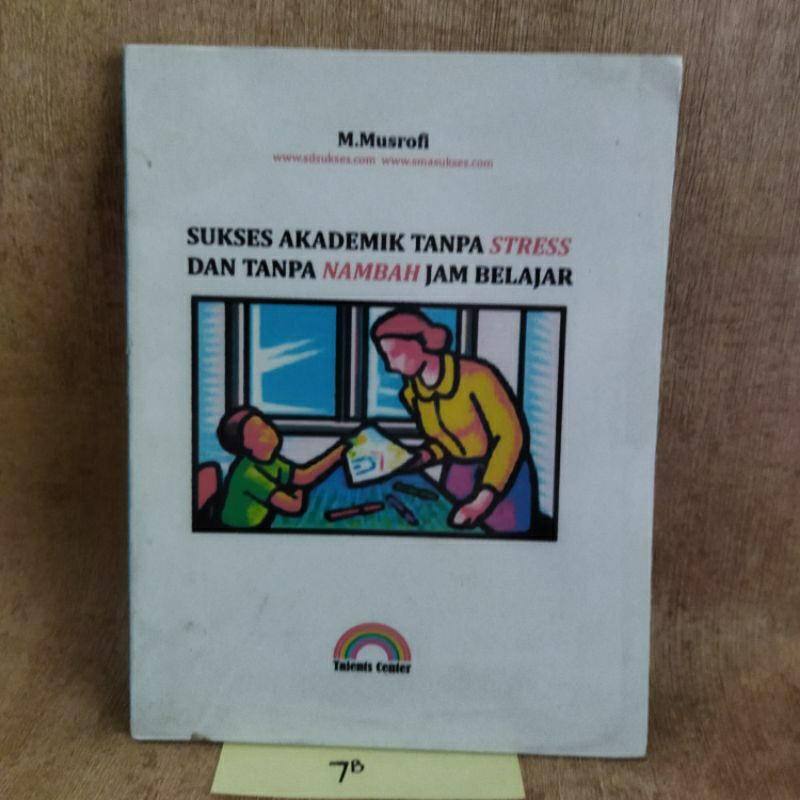 M.Musrofi
www.sdsukses.com www.smasukses.com
SUKSES AKADEMIK TANPA STRESS
DAN TANPA NAMBAH JAM BELAJAR
Talents Center
7B